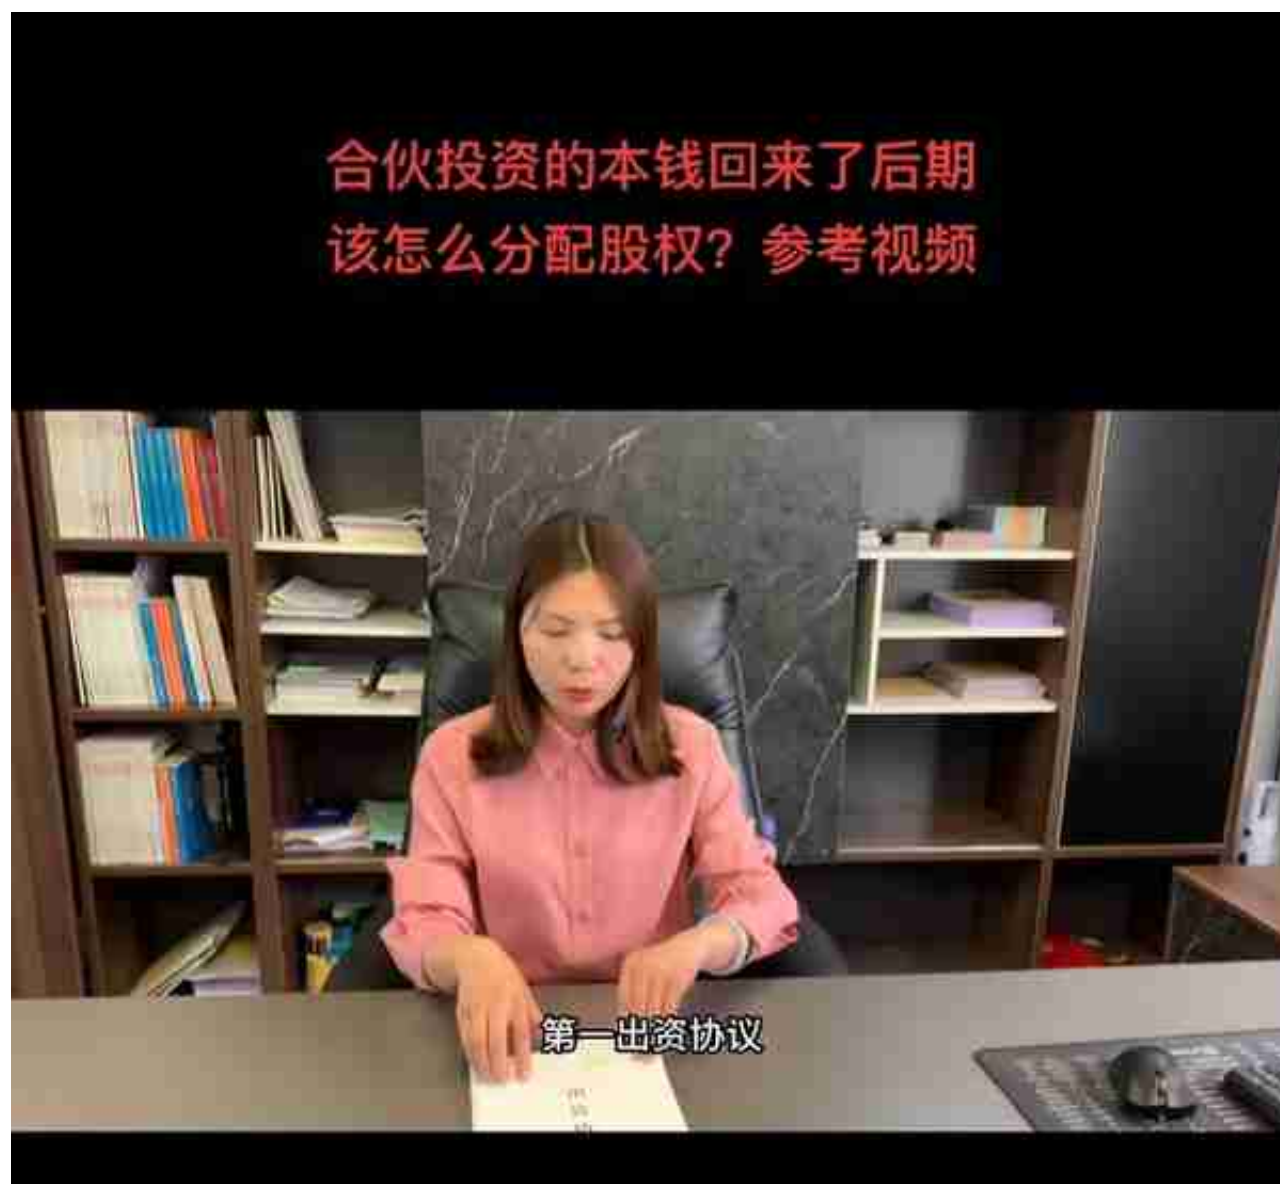 合伙投资的本钱回来了后期
该怎么分配股权？参考视频
第一出资协议